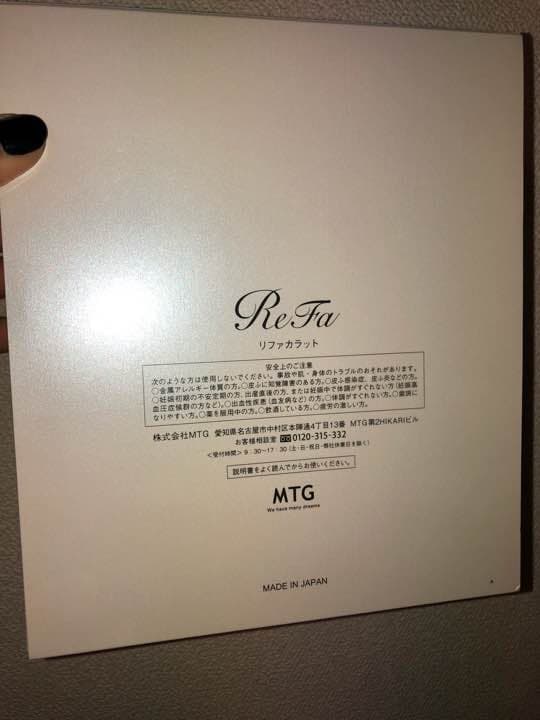 ReFa
リファカラット
安全上のご注意
次のような方は使用しないでください。事故や肌・身体のトラブルのおそれがあります。
○金属アレルギー体質の方。○皮ふに知覚障害のある方。○皮ふ感染症、皮ふ炎などの方。
○妊娠初期の不安定期の方、出産直後の方、または妊娠中で体調がすぐれない方(妊娠高
血圧症候群の方など)。○出血性疾患(血友病など)の方。○体調がすぐれない方。○歯病に
なりやすい方。○薬を服用中の方。○飲酒している方。○疲労の激しい方。
株式会社MTG 愛知県名古屋市中村区本陣通4丁目13番 MTG第2HIKARIビル
お客様相談室 0120-315-332
<受付時間> 9:30〜17:30 (土・日・祝日・弊社休業日を除く)
説明書をよく読んでからお使いください。
MTG
We have many dreams
MADE IN JAPAN